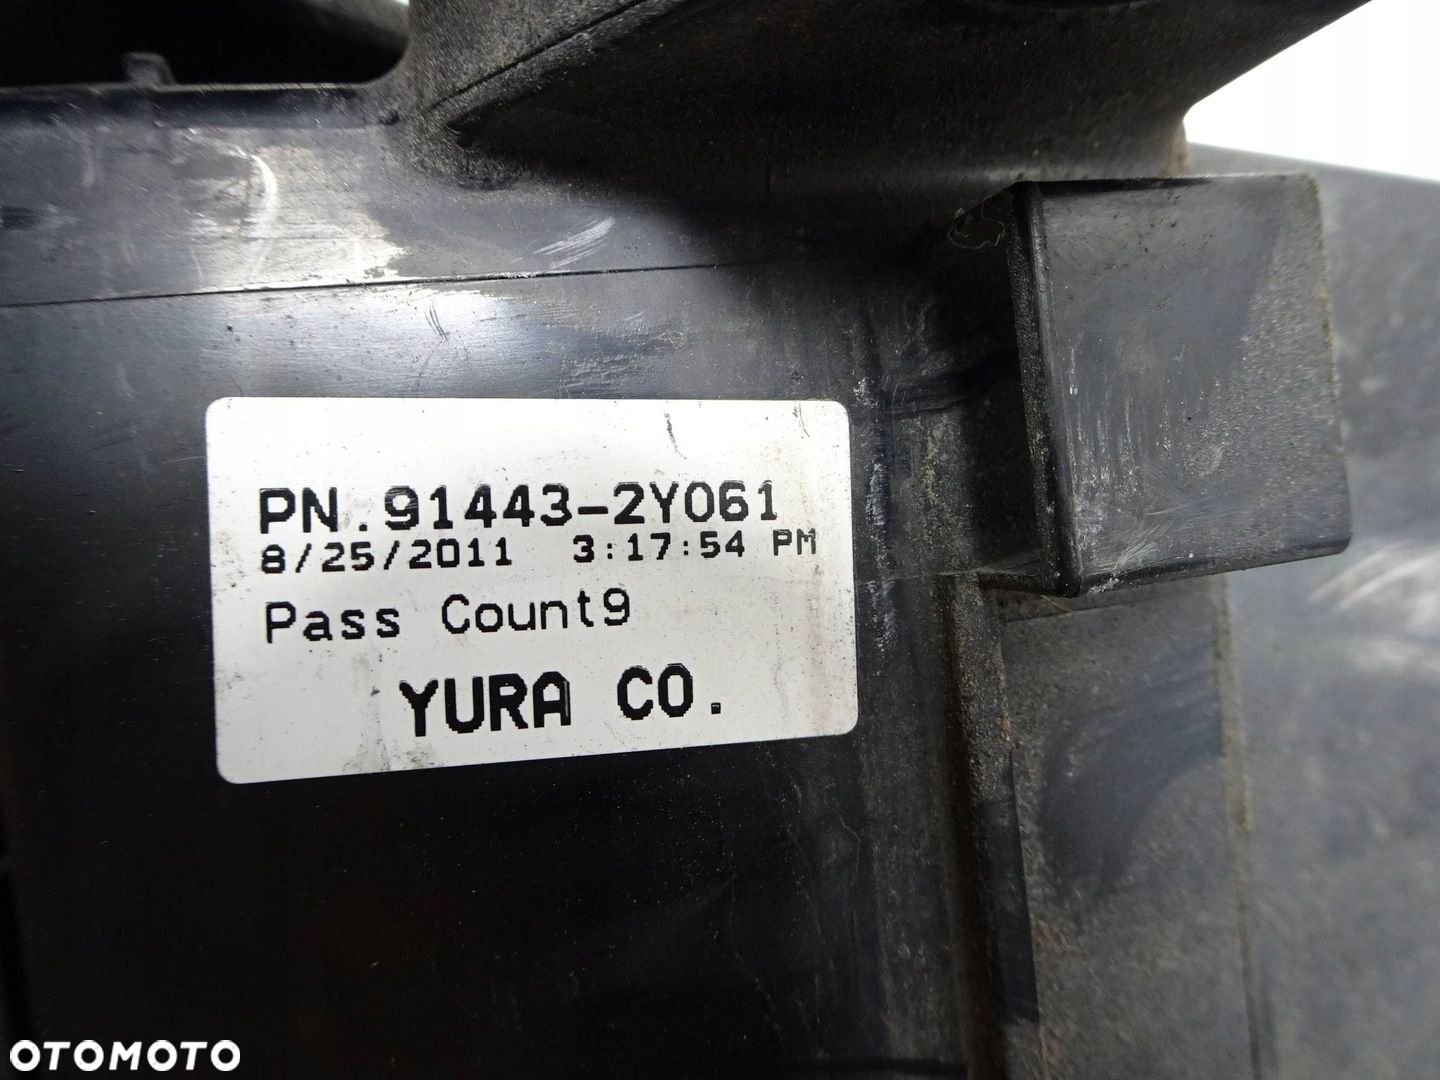 PN.91443-2Y061
8/25/2011 3:17:54 PM
Pass Count9
YURA CO.
OTOMOTO